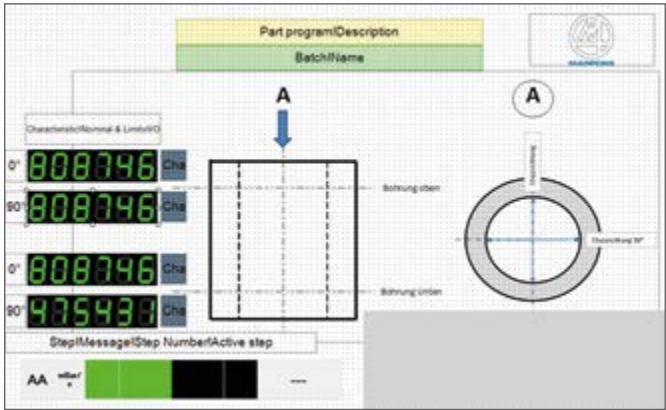 Part program!Description
Batch!Name
MARPOSS
A
A
Characteristic!Nominal & Limits!I/O
0°
808746
Cha
90°
808746
Cha
Bohrung oben
0°
808746
Cha
90°
475431
Cha
Bohrung unten
Step!Message!Step Number!Active step
AA
---